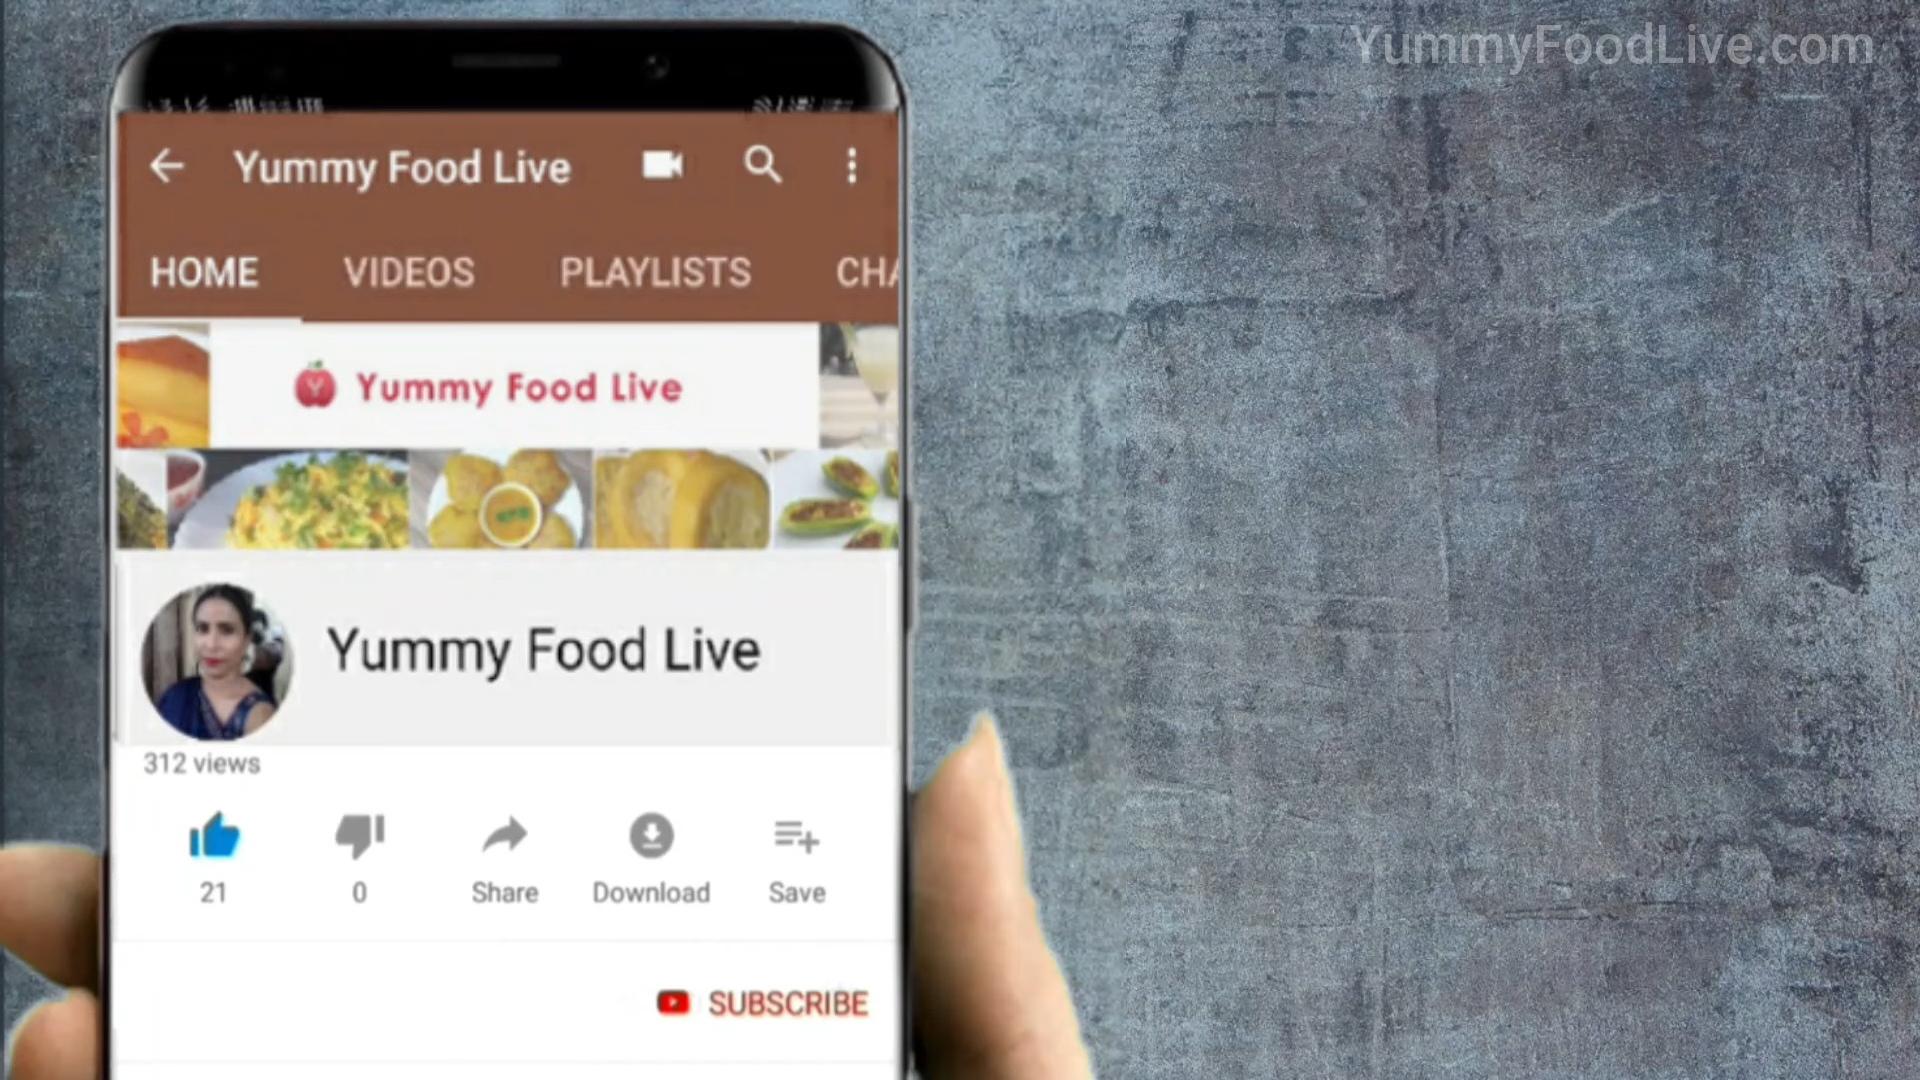 YummyFoodLive.com
Yummy Food Live
HOME VIDEOS PLAYLISTS CHA
Yummy Food Live
Yummy Food Live
312 views
21 0 Share Download Save
SUBSCRIBE